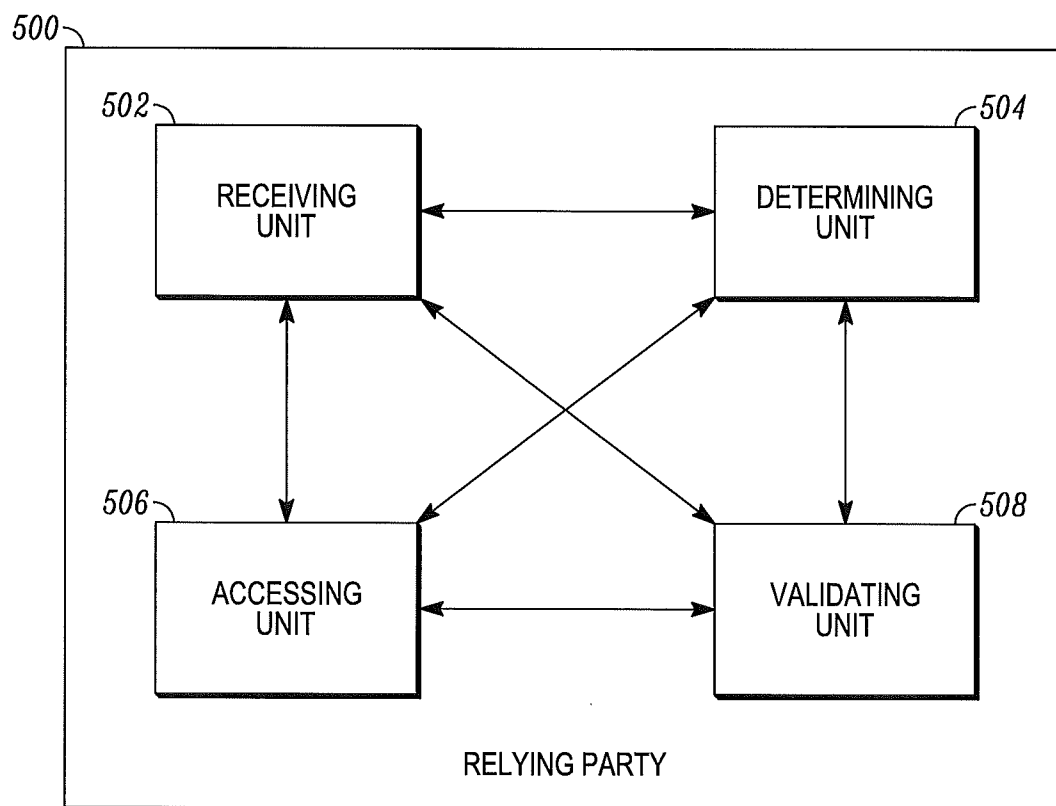 500
502
504
RECEIVING
UNIT
DETERMINING
UNIT
506
508
ACCESSING
UNIT
VALIDATING
UNIT
RELYING PARTY